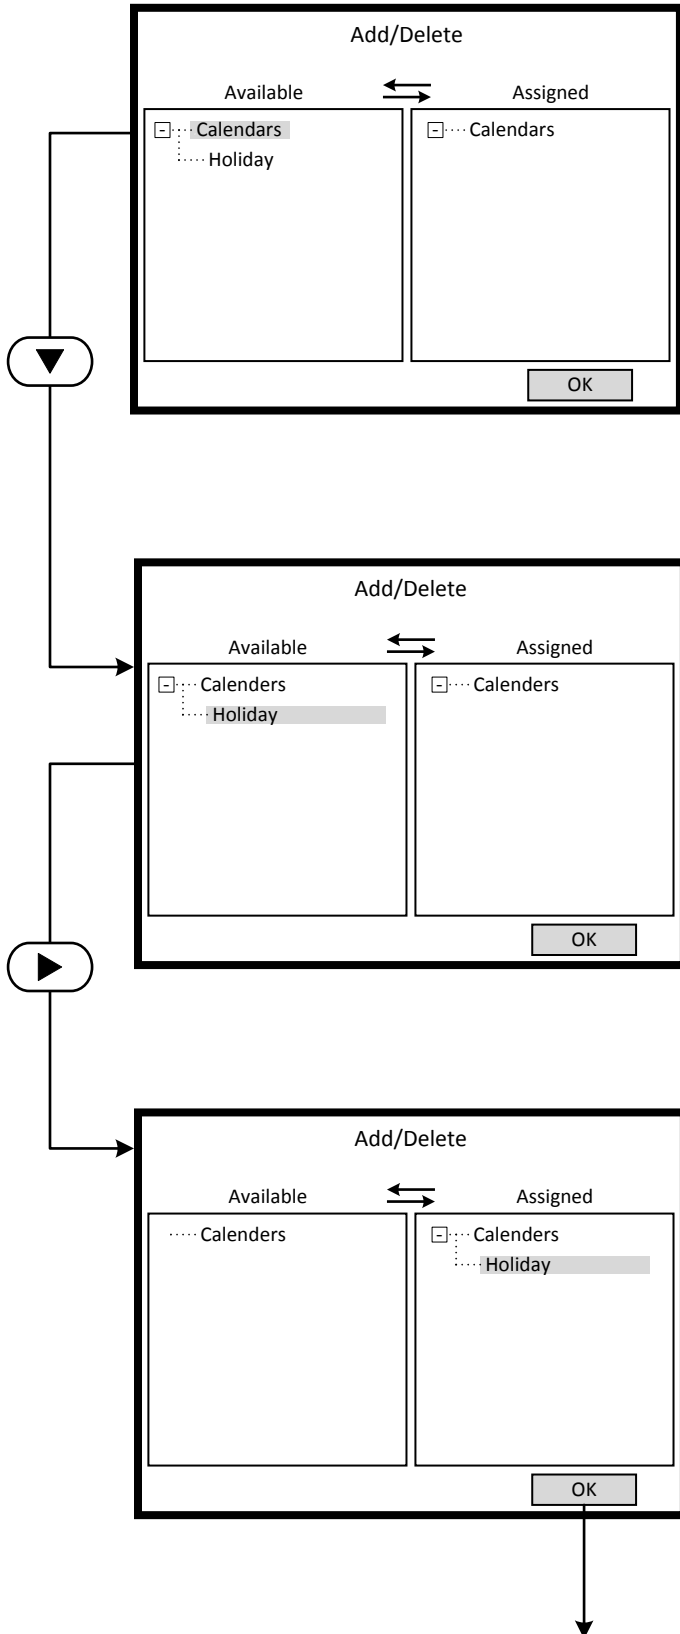 Add/Delete
Available Assigned
- Calendars - Calendars
Holiday
OK
Add/Delete
Available Assigned
- Calenders - Calenders
Holiday
OK
Add/Delete
Available Assigned
Calenders - Calenders
Holiday
OK